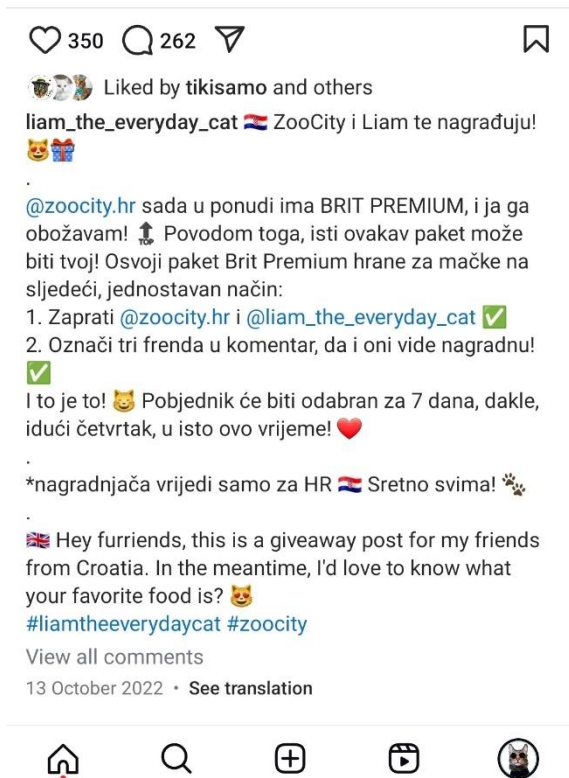 350 262
Liked by tikisamo and others
liam_the_everyday_cat 🇭🇷 ZooCity i Liam te nagrađuju!
😻🎁
.
@zoocity.hr sada u ponudi ima BRIT PREMIUM, i ja ga
obožavam! 🔝 Povodom toga, isti ovakav paket može
biti tvoj! Osvoji paket Brit Premium hrane za mačke na
sljedeći, jednostavan način:
1. Zaprati @zoocity.hr i @liam_the_everyday_cat ✅
2. Označi tri frenda u komentar, da i oni vide nagradnu!
✅
I to je to! 😸 Pobjednik će biti odabran za 7 dana, dakle,
idući četvrtak, u isto ovo vrijeme! ❤️
.
*nagradnjača vrijedi samo za HR 🇭🇷 Sretno svima! 🐾
.
🇬🇧 Hey furriends, this is a giveaway post for my friends
from Croatia. In the meantime, I'd love to know what
your favorite food is? 😻
#liamtheeverydaycat #zoocity
View all comments
13 October 2022 • See translation